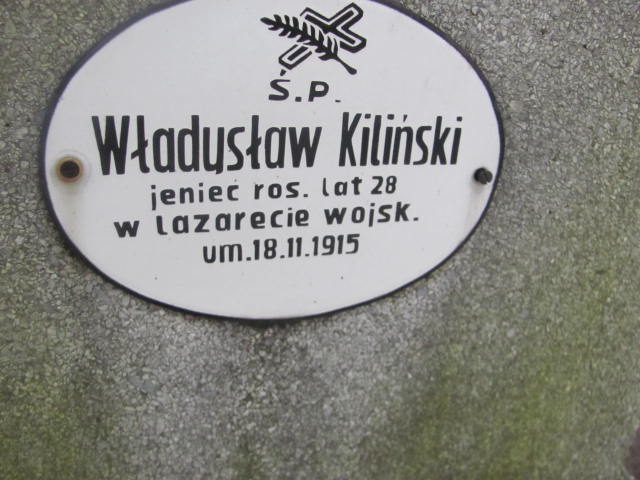 Ś.P.
Władysław Kiliński
jeniec ros. lat 28
w lazarecie wojsk.
um.18.11.1915